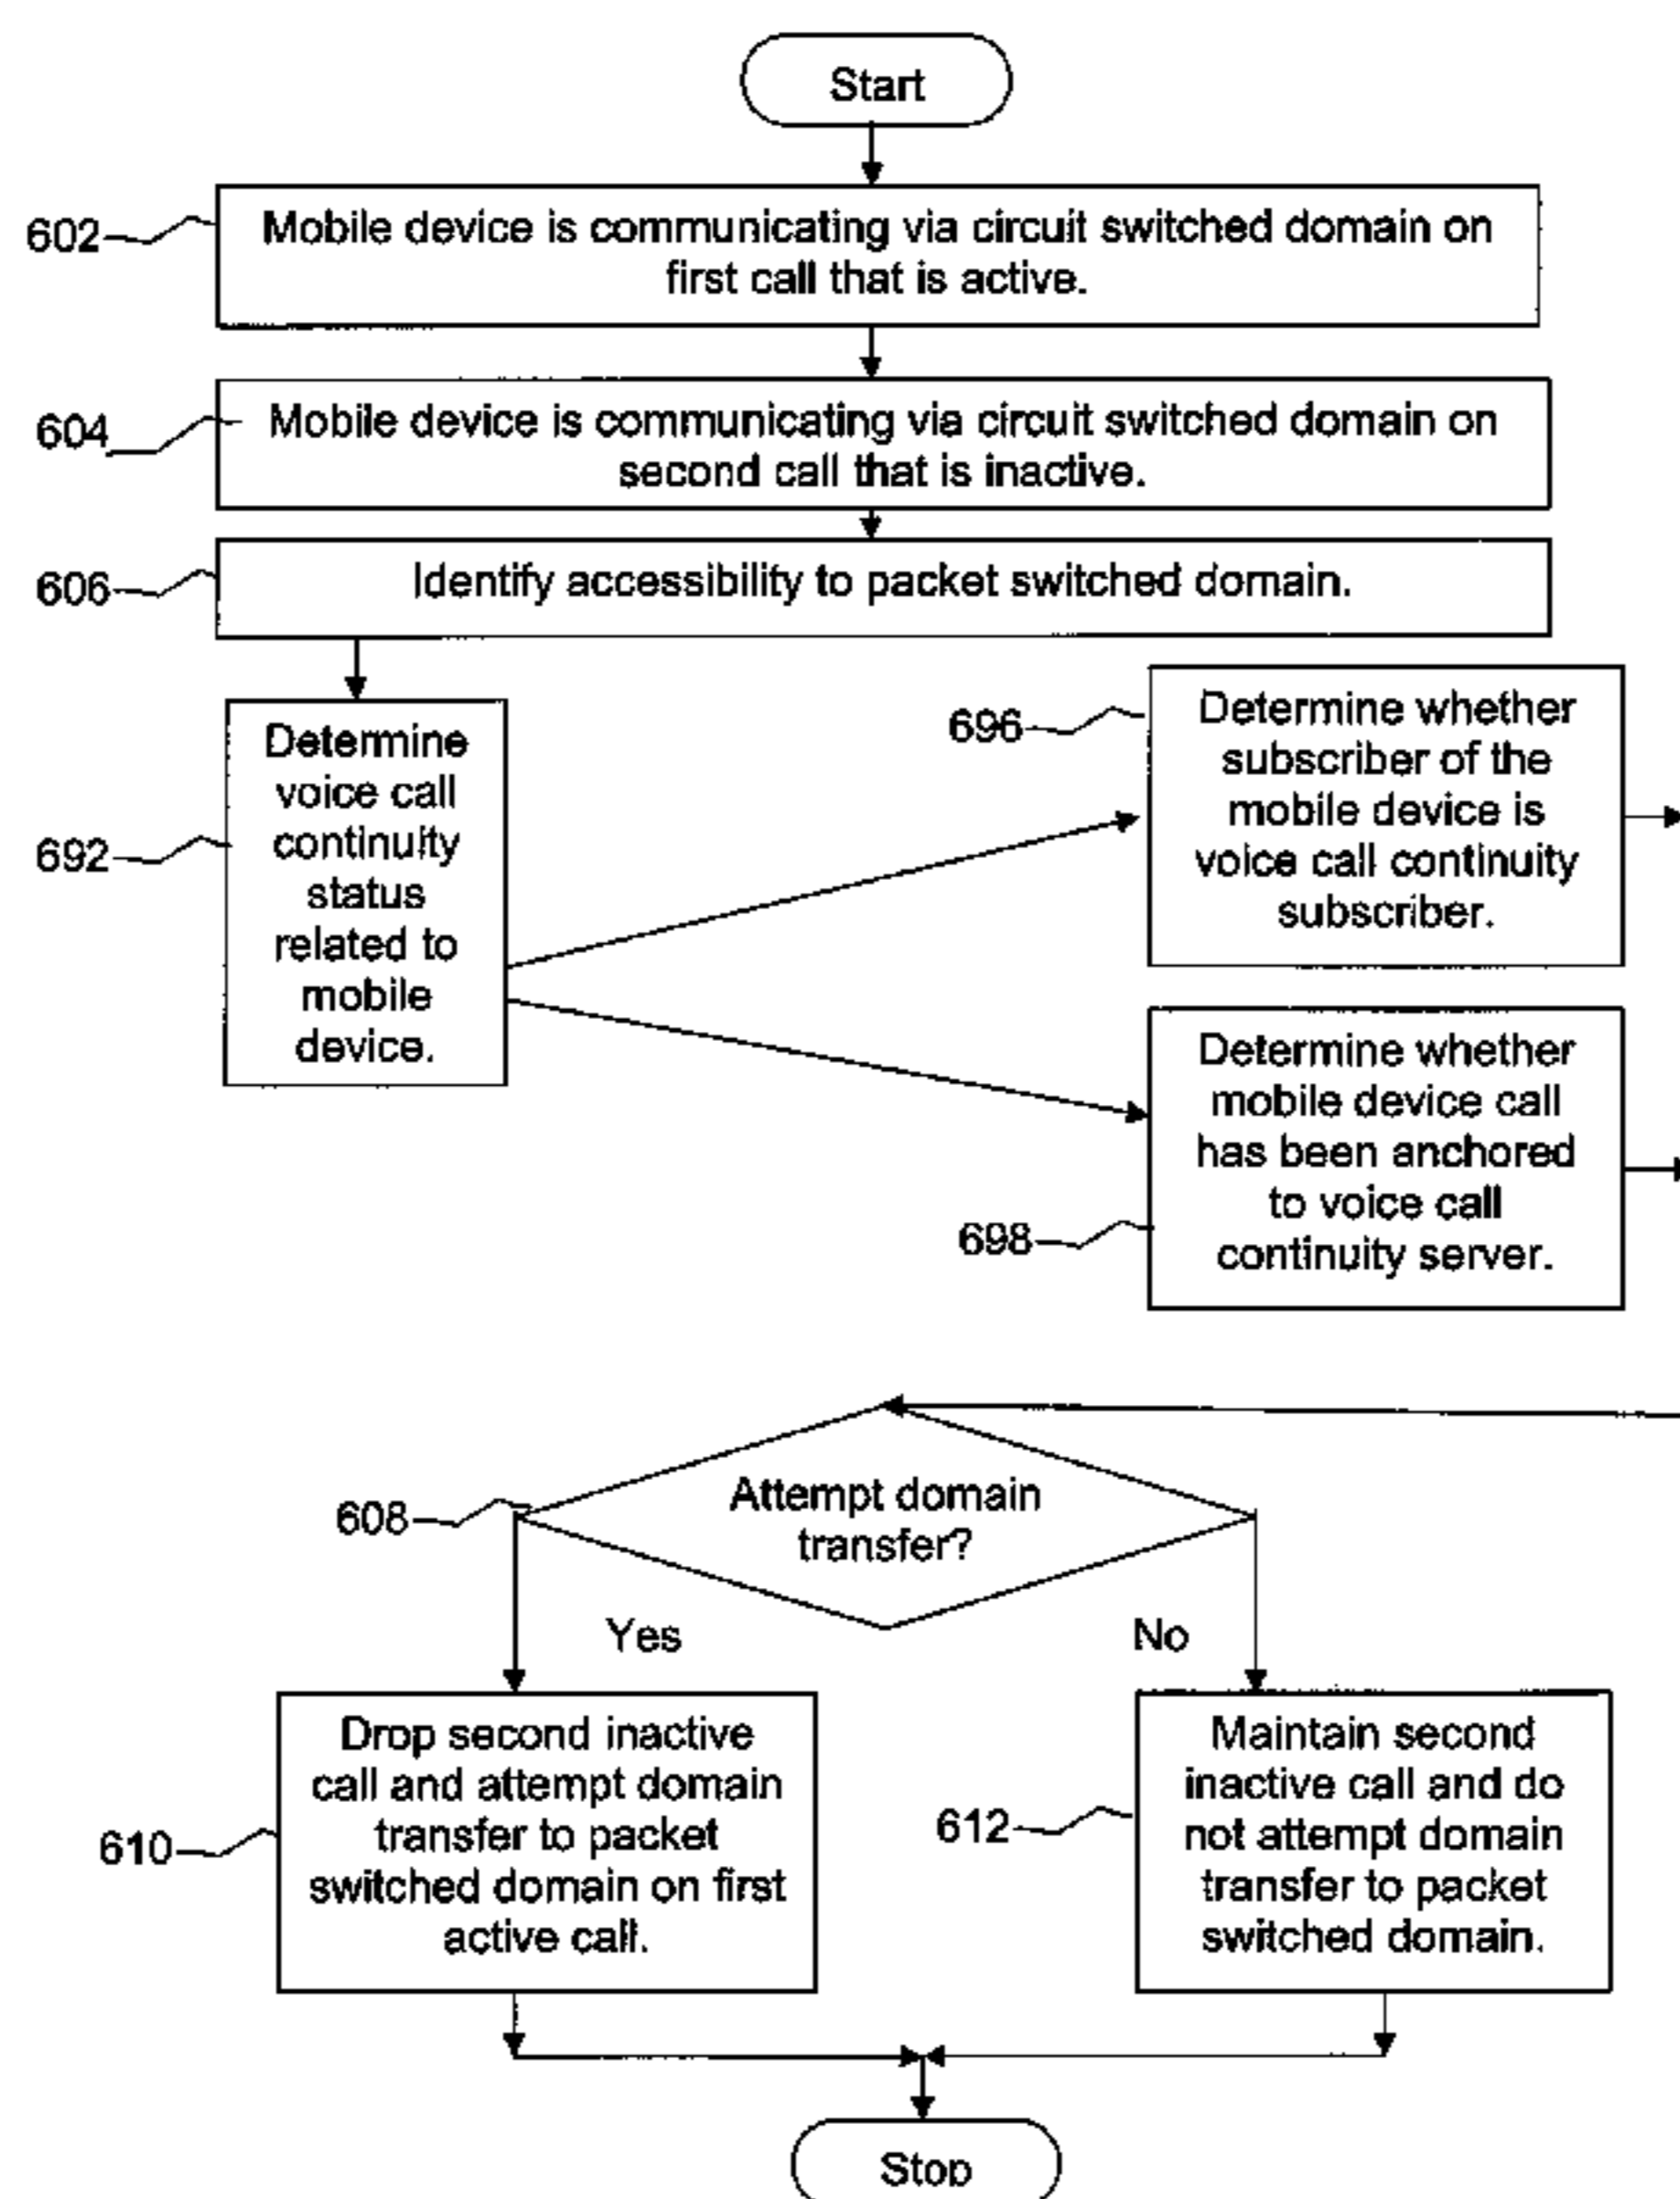 Start
602
Mobile device is communicating via circuit switched domain on
first call that is active.
604
Mobile device is communicating via circuit switched domain on
second call that is inactive.
606
Identify accessibility to packet switched domain.
692
Determine
voice call
continuity
status
related to
mobile
device.
696
Determine whether
subscriber of the
mobile device is
voice call continuity
subscriber.
698
Determine whether
mobile device call
has been anchored
to voice call
continuity server.
608
Attempt domain
transfer?
Yes
No
610
Drop second inactive
call and attempt domain
transfer to packet
switched domain on first
active call.
612
Maintain second
inactive call and do
not attempt domain
transfer to packet
switched domain.
Stop